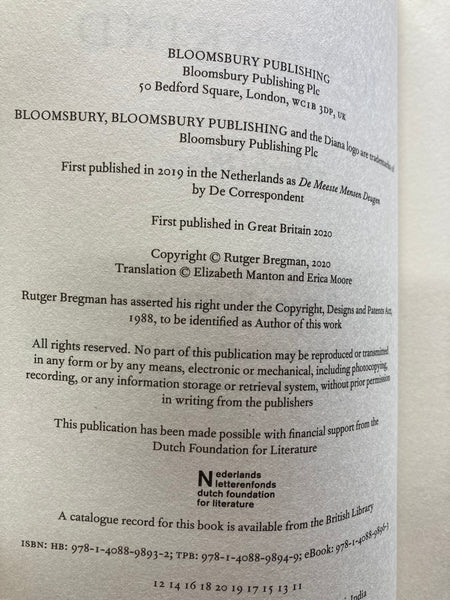 BLOOMSBURY PUBLISHING
Bloomsbury Publishing Plc
50 Bedford Square, London, WC1B 3DP, UK
BLOOMSBURY, BLOOMSBURY PUBLISHING and the Diana logo are trademarks of
Bloomsbury Publishing Plc
First published in 2019 in the Netherlands as De Meeste Mensen Deugen
by De Correspondent
First published in Great Britain 2020
Copyright © Rutger Bregman, 2020
Translation © Elizabeth Manton and Erica Moore
Rutger Bregman has asserted his right under the Copyright, Designs and Patents Act,
1988, to be identified as Author of this work
All rights reserved. No part of this publication may be reproduced or transmitted
in any form or by any means, electronic or mechanical, including photocopying,
recording, or any information storage or retrieval system, without prior permission
in writing from the publishers
This publication has been made possible with financial support from the
Dutch Foundation for Literature
Nederlands
letterenfonds
dutch foundation
for literature
A catalogue record for this book is available from the British Library
ISBN: HB: 978-1-4088-9893-2; TPB: 978-1-4088-9894-9; eBook: 978-1-4088-9896-3
12 14 16 18 20 19 17 15 13 11
India